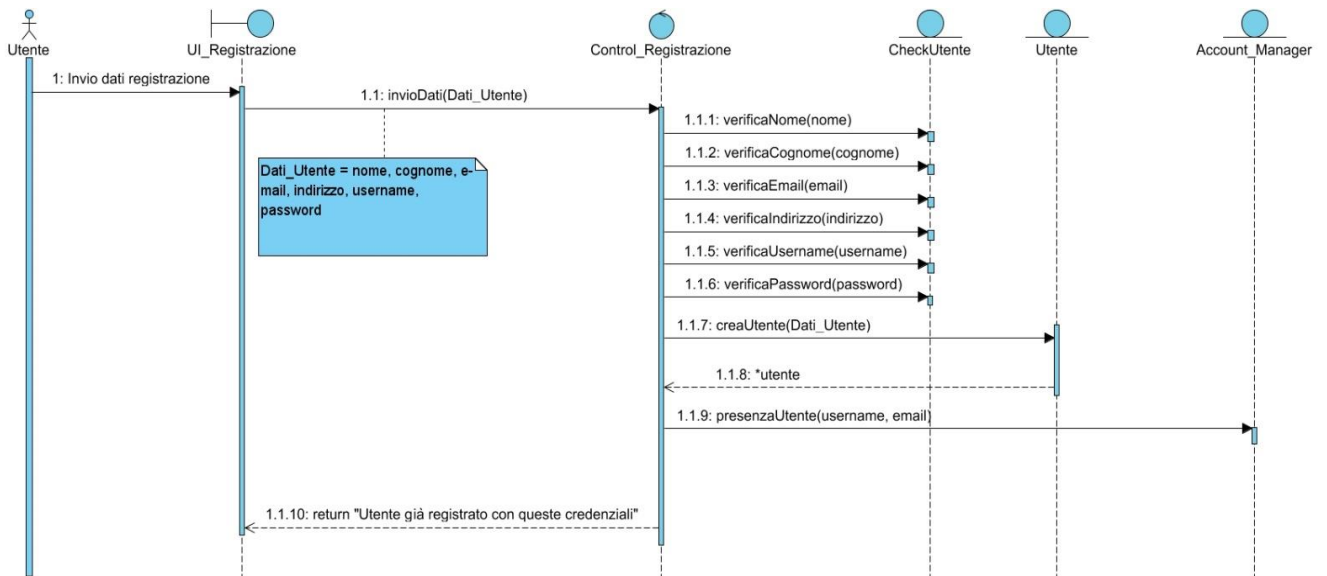 Utente
UI_Registrazione
Control_Registrazione
CheckUtente
Utente
Account_Manager
1: Invio dati registrazione
1.1: invioDati(Dati_Utente)
Dati_Utente = nome, cognome, e-
mail, indirizzo, username,
password
1.1.1: verificaNome(nome)
1.1.2: verificaCognome(cognome)
1.1.3: verificaEmail(email)
1.1.4: verificaIndirizzo(indirizzo)
1.1.5: verificaUsername(username)
1.1.6: verificaPassword(password)
1.1.7: creaUtente(Dati_Utente)
1.1.8: *utente
1.1.9: presenzaUtente(username, email)
1.1.10: return "Utente già registrato con queste credenziali"